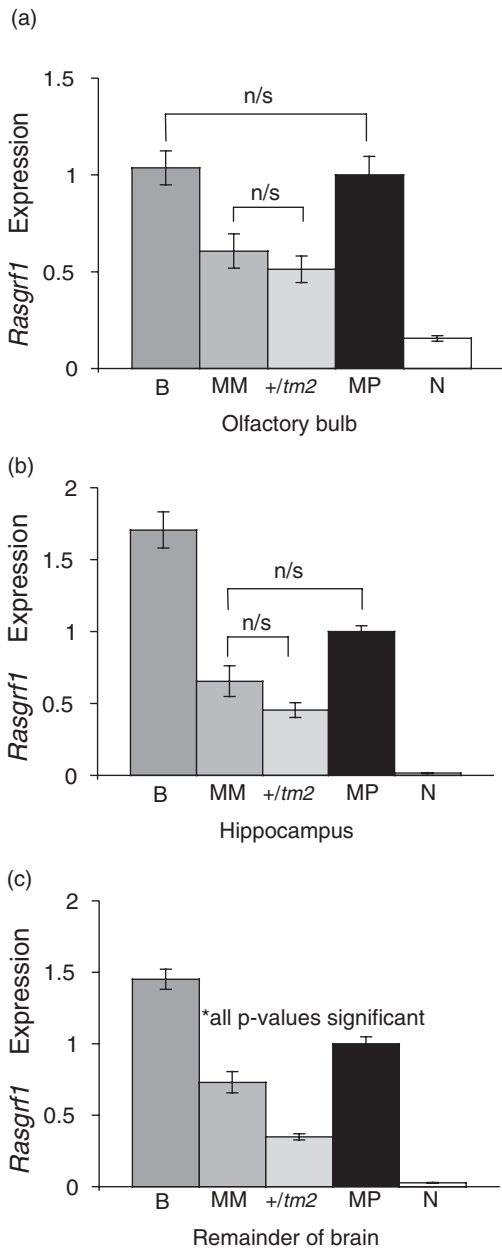 (a)
1.5
n/s
1
n/s
0.5
0
Rasgrf1 Expression
B MM +/tm2 MP N
Olfactory bulb
(b)
2
1.5
n/s
1
n/s
0.5
0
Rasgrf1 Expression
B MM +/tm2 MP N
Hippocampus
(c)
2
1.5
*all p-values significant
1
0.5
0
Rasgrf1 Expression
B MM +/tm2 MP N
Remainder of brain